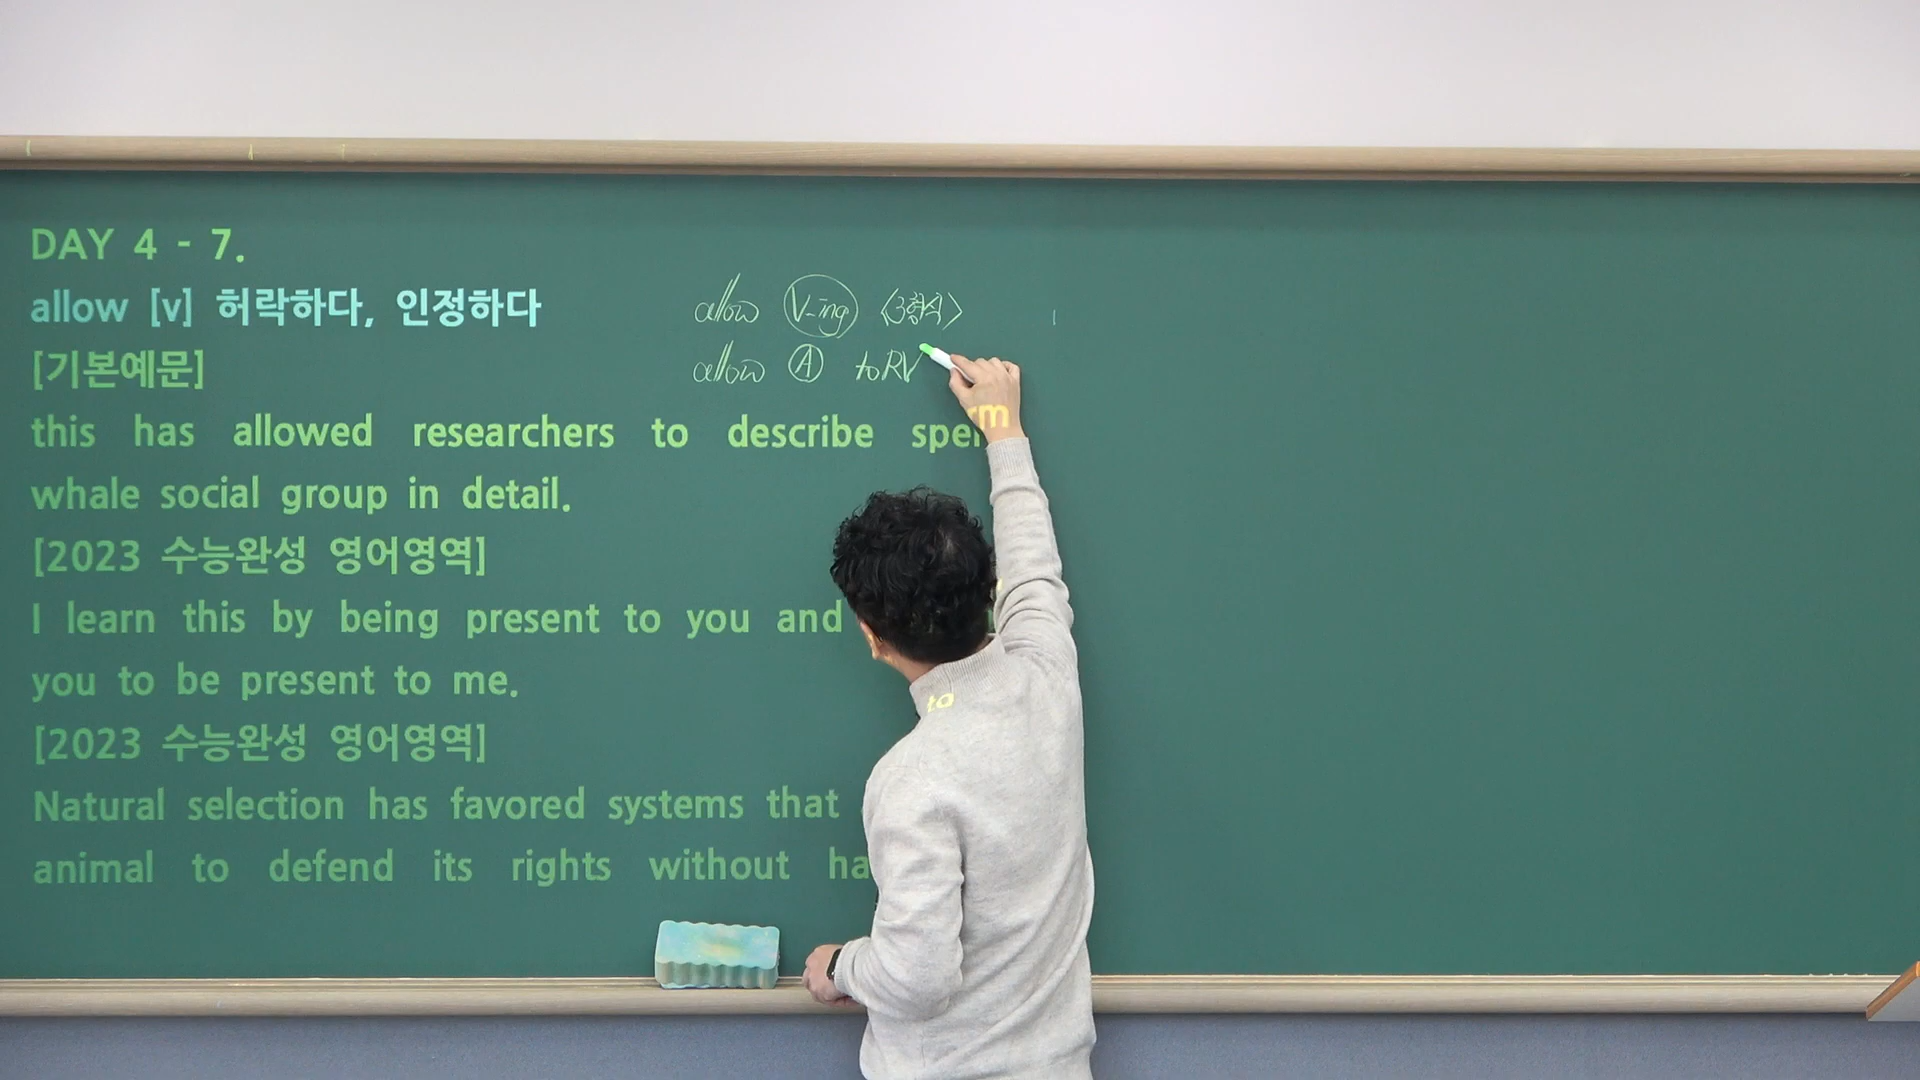 DAY 4 - 7.
allow [v] 허락하다, 인정하다
allow V-ing <3형식>
[기본예문]
allow A to RV
this has allowed researchers to describe sperm
whale social group in detail.
[2023 수능완성 영어영역]
I learn this by being present to you and
you to be present to me.
[2023 수능완성 영어영역]
Natural selection has favored systems that
animal to defend its rights without